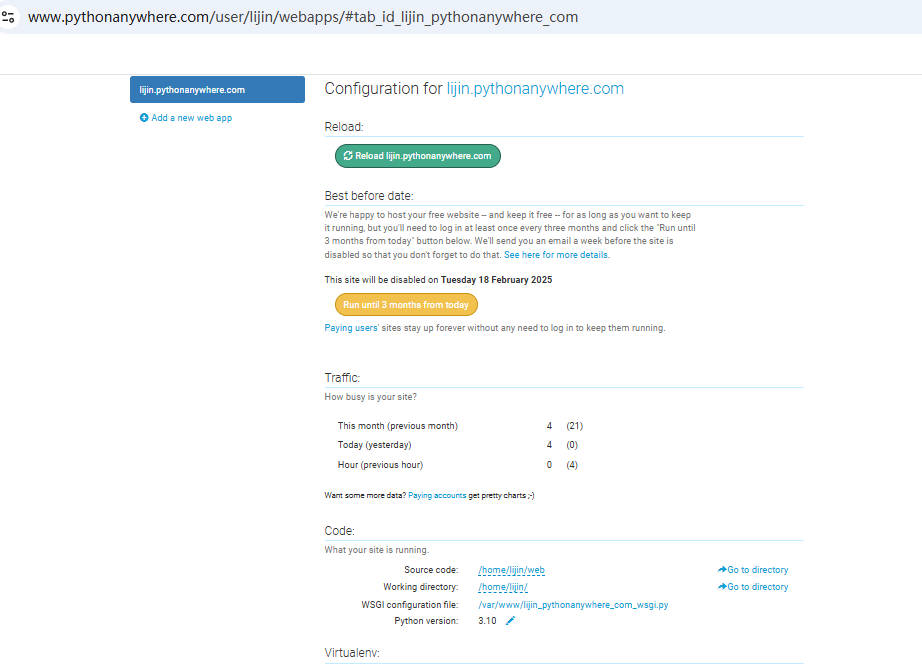 www.pythonanywhere.com/user/lijin/webapps/#tab_id_lijin_pythonanywhere_com
lijin.pythonanywhere.com
Add a new web app
Configuration for lijin.pythonanywhere.com
Reload:
Reload lijin.pythonanywhere.com
Best before date:
We're happy to host your free website -- and keep it free -- for as long as you want to keep
it running, but you'll need to log in at least once every three months and click the "Run until
3 months from today" button below. We'll send you an email a week before the site is
disabled so that you don't forget to do that. See here for more details.
This site will be disabled on Tuesday 18 February 2025
Run until 3 months from today
Paying users' sites stay up forever without any need to log in to keep them running.
Traffic:
How busy is your site?
This month (previous month) 4 (21)
Today (yesterday) 4 (0)
Hour (previous hour) 0 (4)
Want some more data? Paying accounts get pretty charts ;-)
Code:
What your site is running.
Source code: /home/lijin/web Go to directory
Working directory: /home/lijin/ Go to directory
WSGI configuration file: /var/www/lijin_pythonanywhere_com_wsgi.py
Python version: 3.10
Virtualenv: